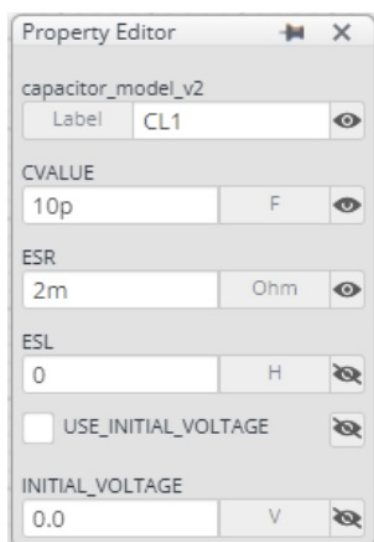 Property Editor
capacitor_model_v2
Label CL1
CVALUE
10p F
ESR
2m Ohm
ESL
0 H
USE_INITIAL_VOLTAGE
INITIAL_VOLTAGE
0.0 V